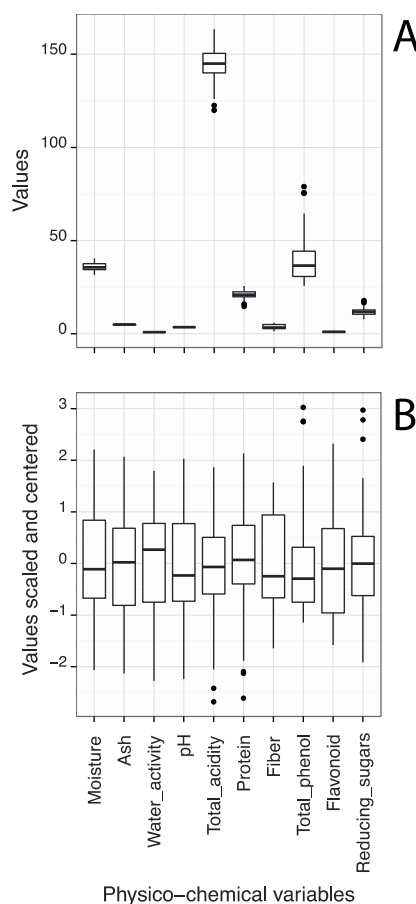 A
Values
150
100
50
0
B
Values scaled and centered
3
2
1
0
−1
−2
Moisture
Ash
Water_activity
pH
Total_acidity
Protein
Fiber
Total_phenol
Flavonoid
Reducing_sugars
Physico−chemical variables